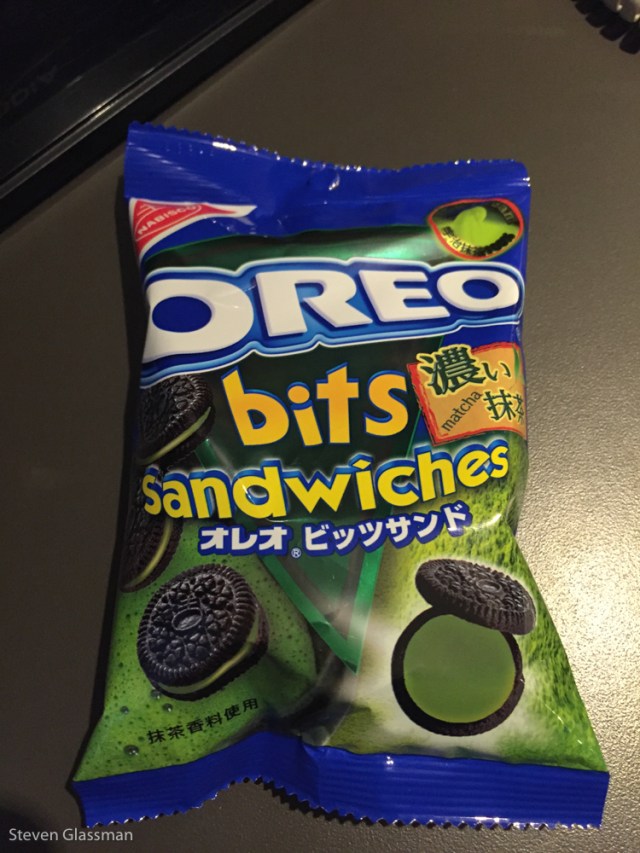 NABISCO
OREO
bits
濃い
matcha 抹茶
sandwiches
オレオ® ビッツサンド
抹茶香料使用
Steven Glassman